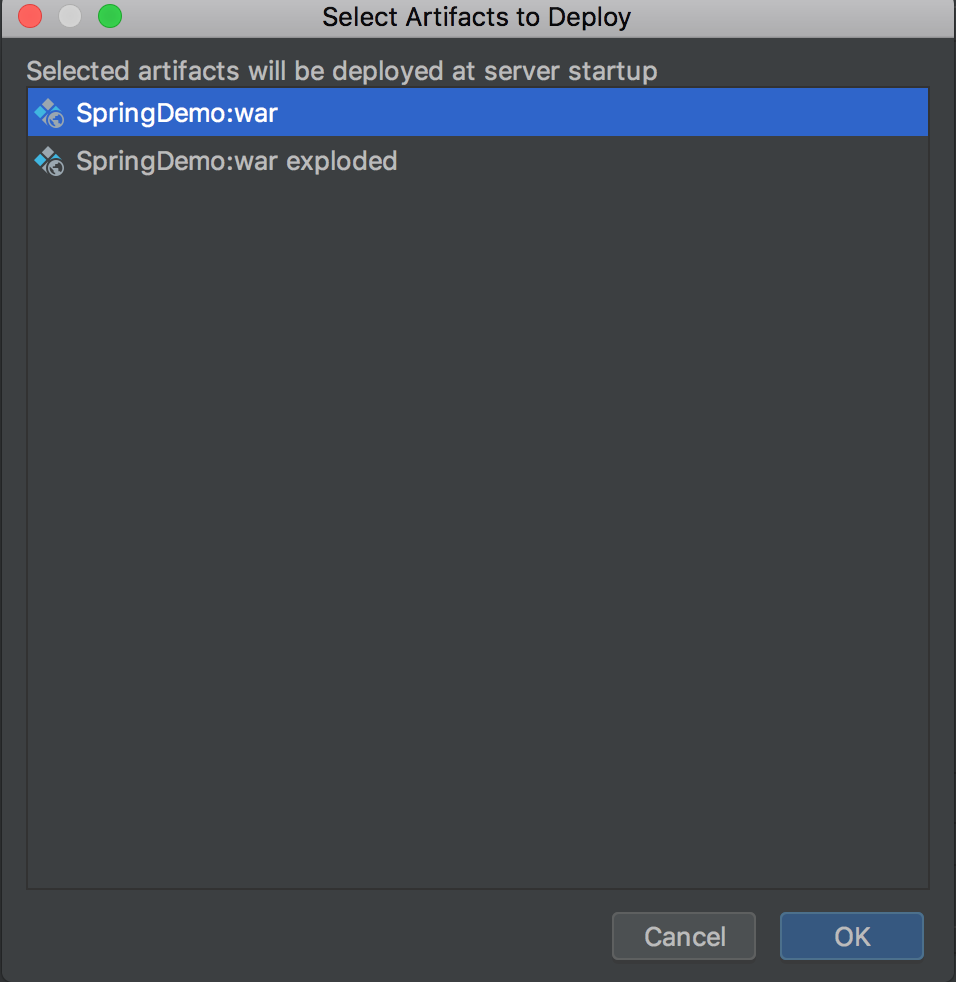 Select Artifacts to Deploy
Selected artifacts will be deployed at server startup
SpringDemo:war
SpringDemo:war exploded
Cancel
OK